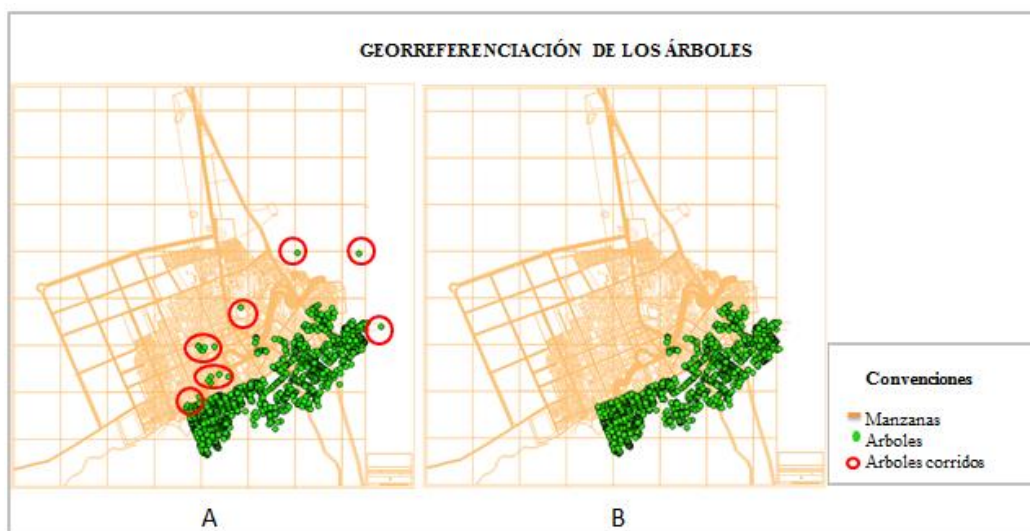 GEORREFERENCIACIÓN DE LOS ÁRBOLES
Convenciones
Manzanas
Arboles
Arboles corridos
A
B